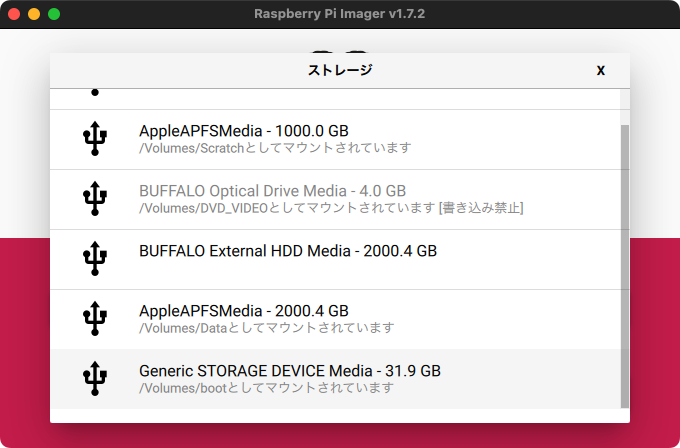 Raspberry Pi Imager v1.7.2
ストレージ
X
AppleAPFSMedia - 1000.0 GB
/Volumes/Scratchとしてマウントされています
BUFFALO Optical Drive Media - 4.0 GB
/Volumes/DVD_VIDEOとしてマウントされています [書き込み禁止]
BUFFALO External HDD Media - 2000.4 GB
AppleAPFSMedia - 2000.4 GB
/Volumes/Dataとしてマウントされています
Generic STORAGE DEVICE Media - 31.9 GB
/Volumes/bootとしてマウントされています